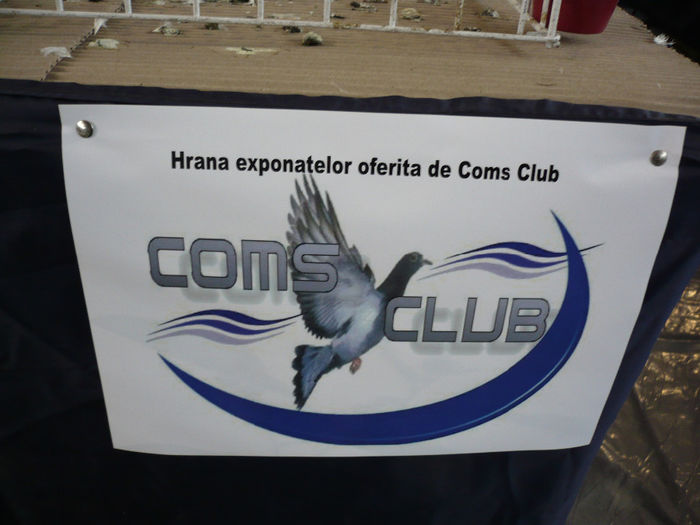 Hrana exponatelor oferita de Coms Club
COMS
CLUB